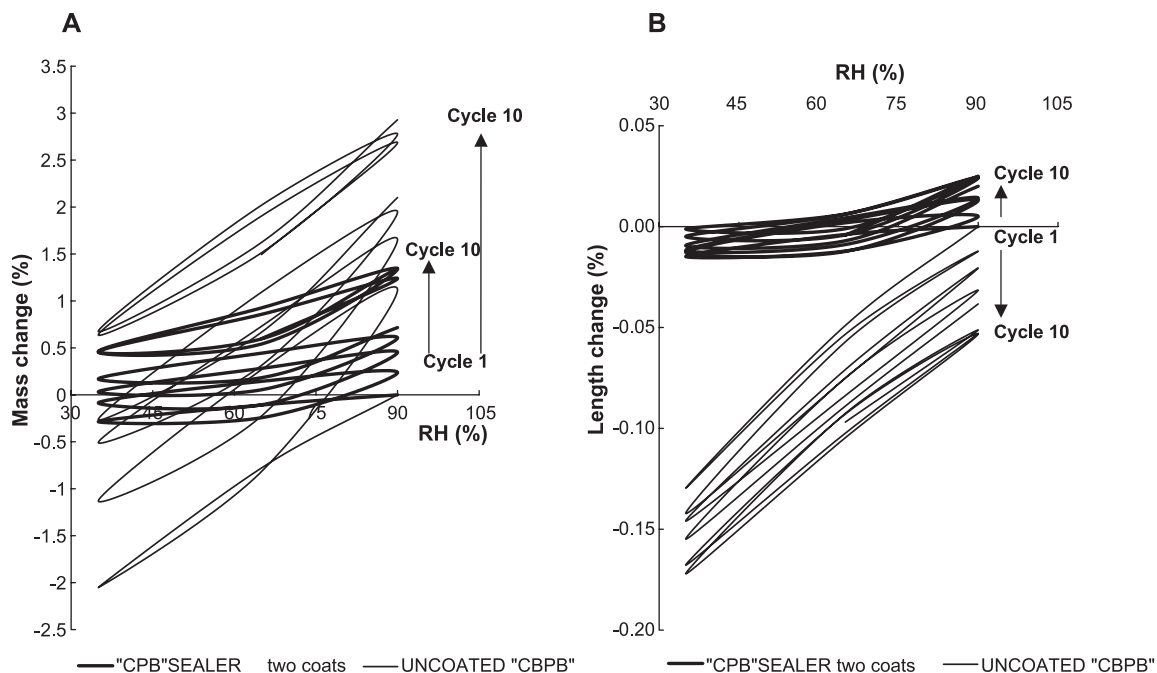 A
Mass change (%)
3.5
3
2.5
2
1.5
1
0.5
0
-0.5
-1
-1.5
-2
-2.5
30
45
60
75
90
105
RH (%)
Cycle 10
Cycle 10
Cycle 1
"CPB"SEALER two coats UNCOATED "CBPB"
B
RH (%)
30 45 60 75 90 105
Length change (%)
0.05
0.00
-0.05
-0.10
-0.15
-0.20
Cycle 10
Cycle 1
Cycle 10
"CPB"SEALER two coats UNCOATED "CBPB"